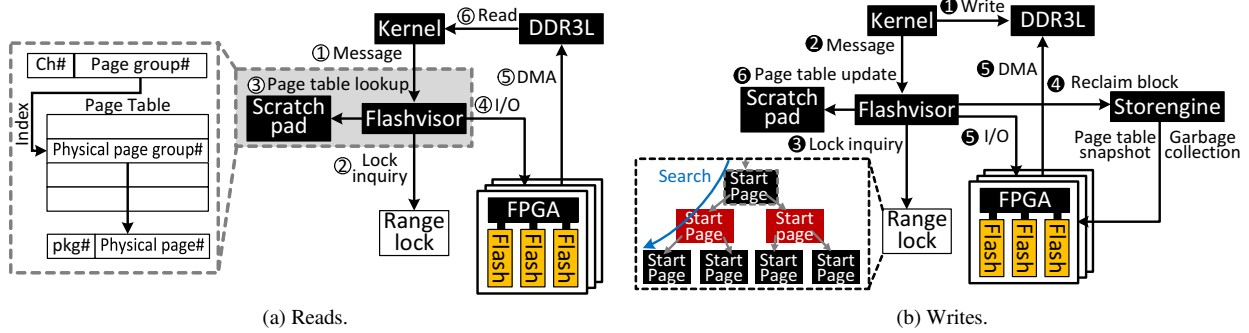 ⑥ Read
Kernel
DDR3L
① Message
⑤ DMA
Ch#
Page group#
③ Page table lookup
Page Table
Scratch
pad
Flashvisor
④ I/O
Index
Physical page group#
② Lock
inquiry
FPGA
Range
lock
Flash
Flash
Flash
pkg#
Physical page#
(a) Reads.
❶ Write
Kernel
DDR3L
❷ Message
❺ DMA
❻ Page table update
❹ Reclaim block
Scratch
pad
Flashvisor
Storengine
❸ Lock inquiry
❺ I/O
Page table
snapshot
Garbage
collection
Search
Start
Page
FPGA
Start
Page
Start
page
Range
lock
Flash
Flash
Flash
Start
Page
Start
Page
Start
Page
Start
Page
(b) Writes.